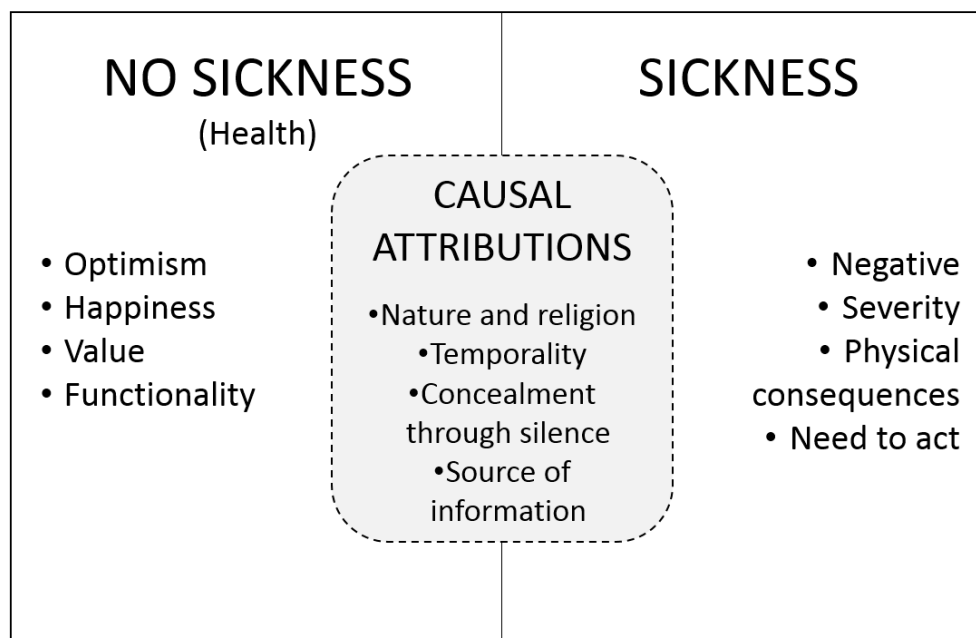 NO SICKNESS
(Health)
• Optimism
• Happiness
• Value
• Functionality
CAUSAL
ATTRIBUTIONS
•Nature and religion
•Temporality
•Concealment
through silence
•Source of
information
SICKNESS
• Negative
• Severity
• Physical
consequences
• Need to act